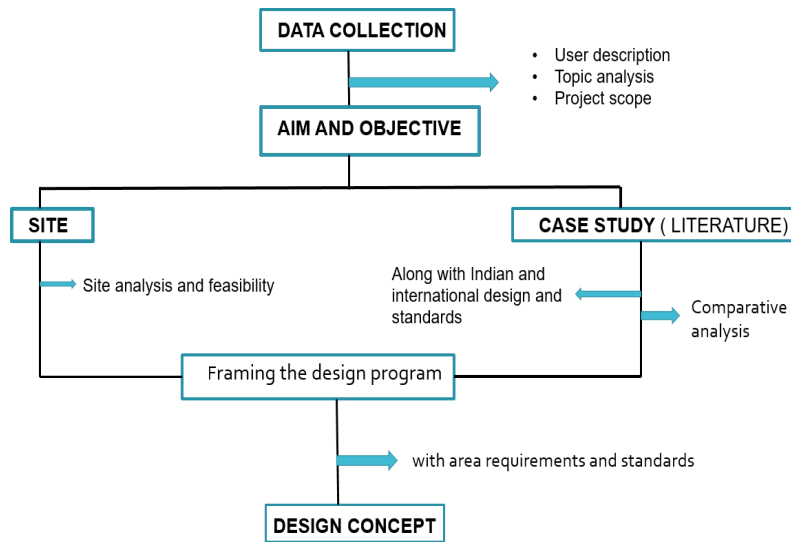 DATA COLLECTION
• User description
• Topic analysis
• Project scope
AIM AND OBJECTIVE
SITE
CASE STUDY ( LITERATURE)
Site analysis and feasibility
Along with Indian and
international design and
standards
Comparative
analysis
Framing the design program
with area requirements and standards
DESIGN CONCEPT